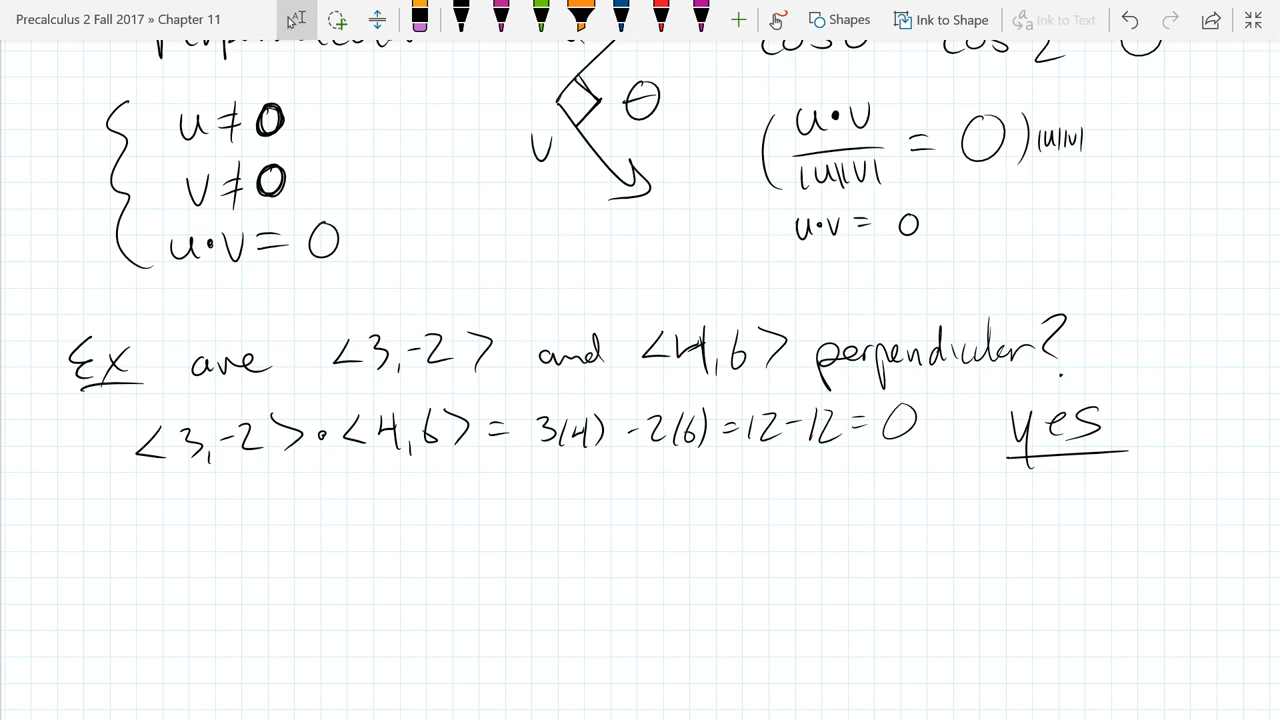 Precalculus 2 Fall 2017 » Chapter 11
Shapes
Ink to Shape
Ink to Text
u ≠ 0
v ≠ 0
u·v = 0
θ
v
(u·v / |u||v| = 0)|u||v|
u·v = 0
Ex are <3,-2> and <4,6> perpendicular?
<3,-2>·<4,6> = 3(4) -2(6) = 12-12 = 0 yes